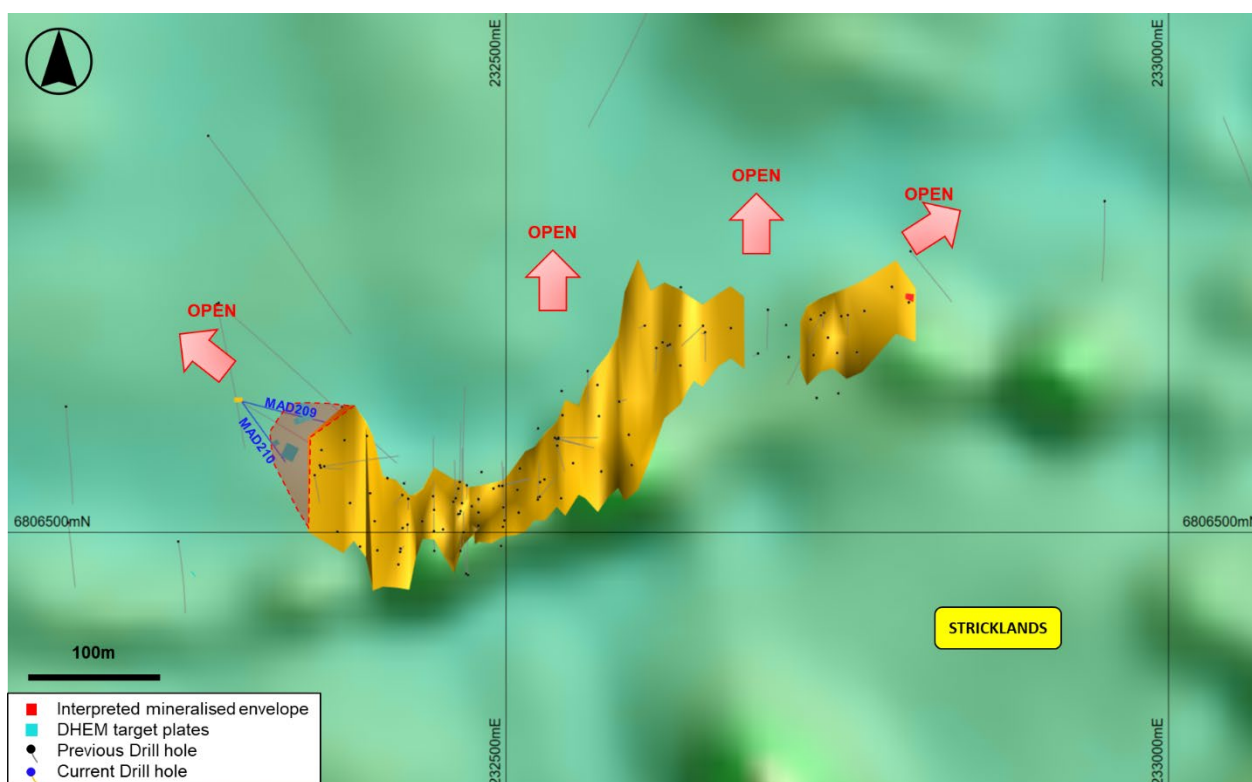 232500mE
233000mE
OPEN
OPEN
OPEN
OPEN
MAD209
MAD210
6806500mN
6806500mN
STRICKLANDS
100m
Interpreted mineralised envelope
DHEM target plates
Previous Drill hole
Current Drill hole
232500mE
233000mE